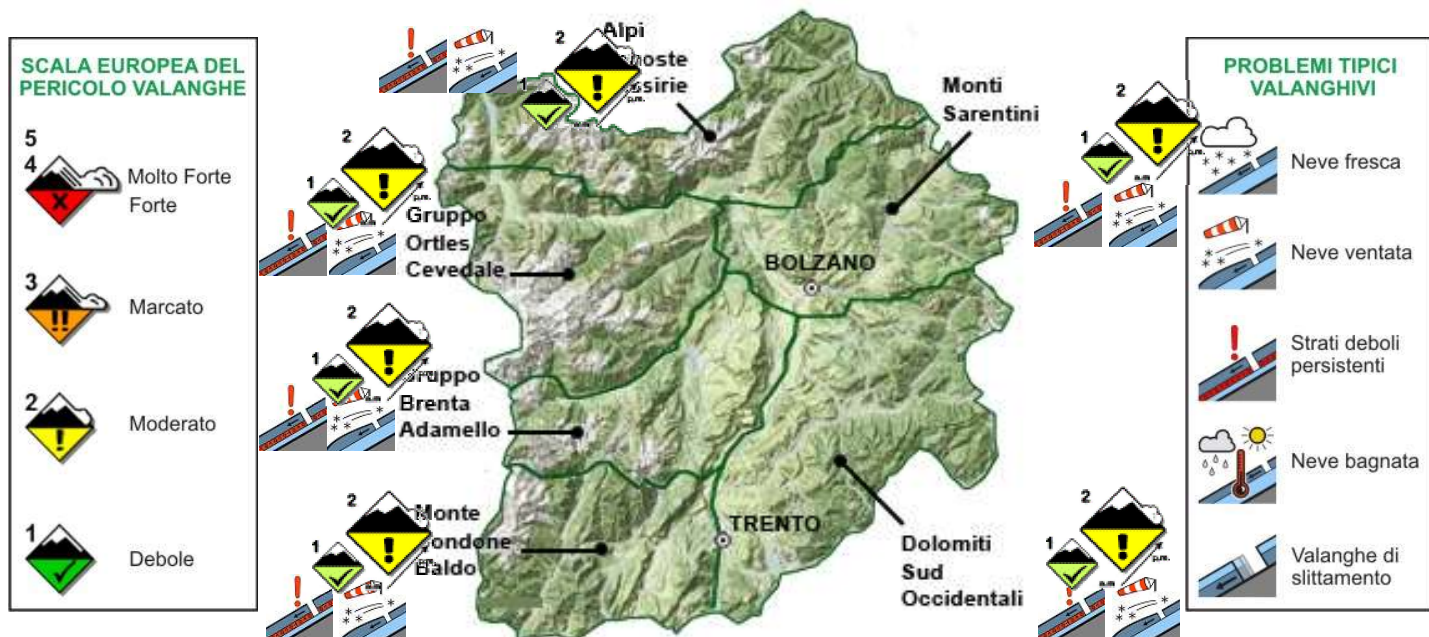 SCALA EUROPEA DEL
PERICOLO VALANGHE
5
4
Molto Forte
Forte
3
Marcato
2
Moderato
1
Debole
2
1
Alpi
p.m.
2
1
p.m.
Gruppo
Ortles
Cevedale
2
1
Brenta
Adamello
2
1
Monte
Baldo
Monti
Sarentini
BOLZANO
TRENTO
Dolomiti
Sud
Occidentali
2
1
p.m.
a.m.
2
1
p.m.
a.m.
PROBLEMI TIPICI
VALANGHIVI
Neve fresca
Neve ventata
Strati deboli
persistenti
Neve bagnata
Valanghe di
slittamento